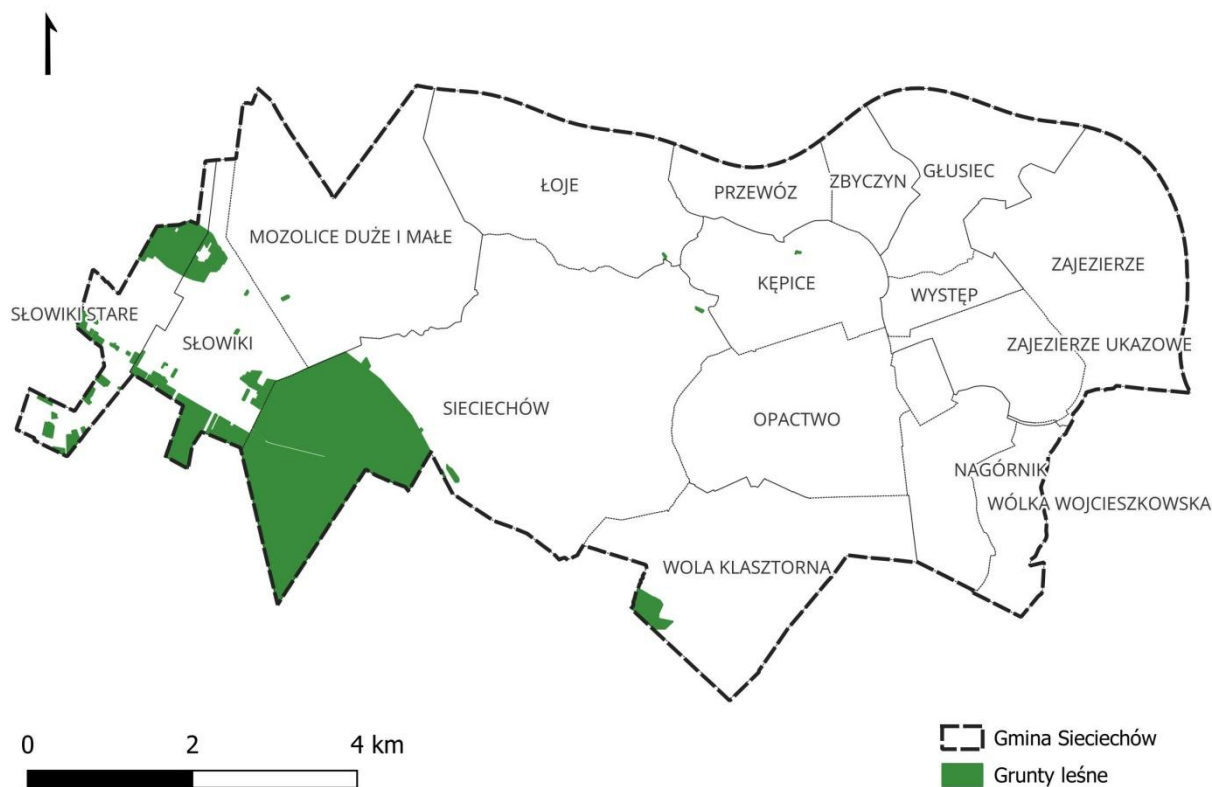 ŁOJE
PRZEWÓZ
ZBYCZYN
GŁUSIEC
MOZOLICE DUŻE I MAŁE
ZAJEZIERZE
KĘPICE
WYSTĘP
SŁOWIKI STARE
SŁOWIKI
ZAJEZIERZE UKAZOWE
SIECIECHÓW
OPACTWO
NAGÓRNIK
WÓLKA WOJCIESZKOWSKA
WOLA KLASZTORNA
0 2 4 km
Gmina Sieciechów
Grunty leśne